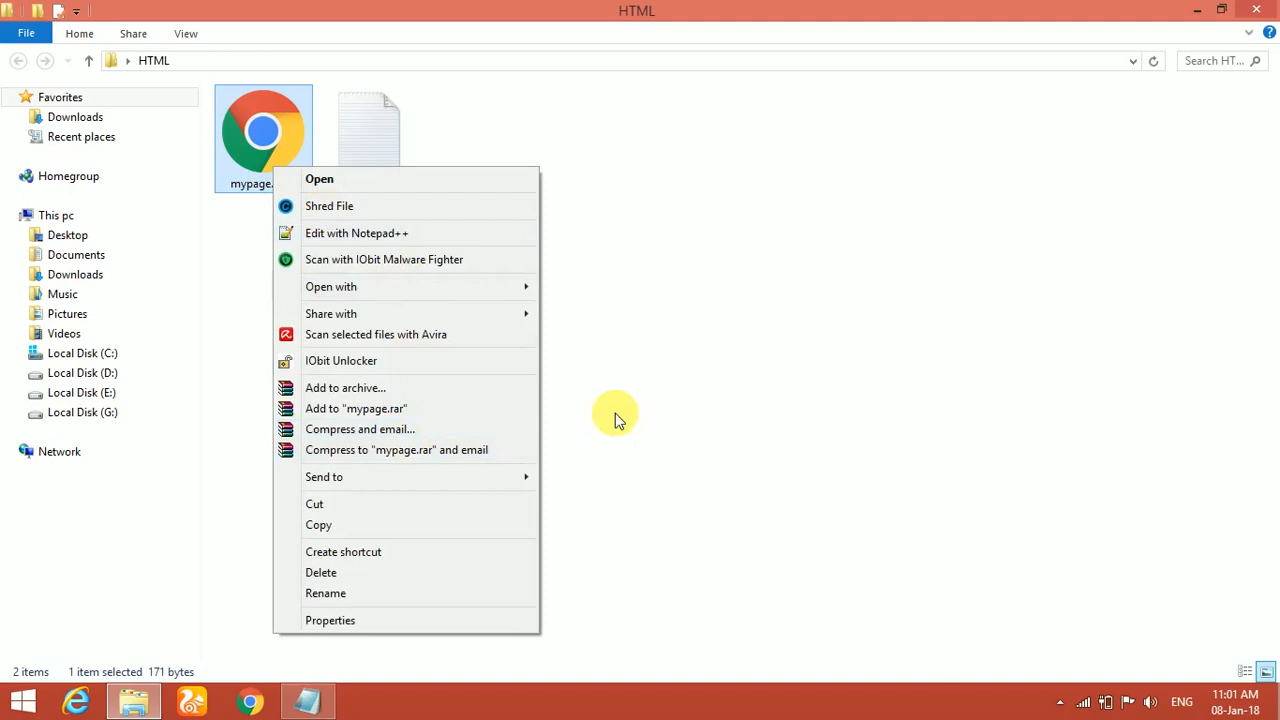 HTML
File
Home
Share
View
HTML
Search HT...
Favorites
Downloads
Recent places
Homegroup
This pc
Desktop
Documents
Downloads
Music
Pictures
Videos
Local Disk (C:)
Local Disk (D:)
Local Disk (E:)
Local Disk (G:)
Network
mypage.
Open
Shred File
Edit with Notepad++
Scan with IObit Malware Fighter
Open with
Share with
Scan selected files with Avira
IObit Unlocker
Add to archive...
Add to "mypage.rar"
Compress and email...
Compress to "mypage.rar" and email
Send to
Cut
Copy
Create shortcut
Delete
Rename
Properties
2 items 1 item selected 171 bytes
ENG
11:01 AM
08-Jan-18